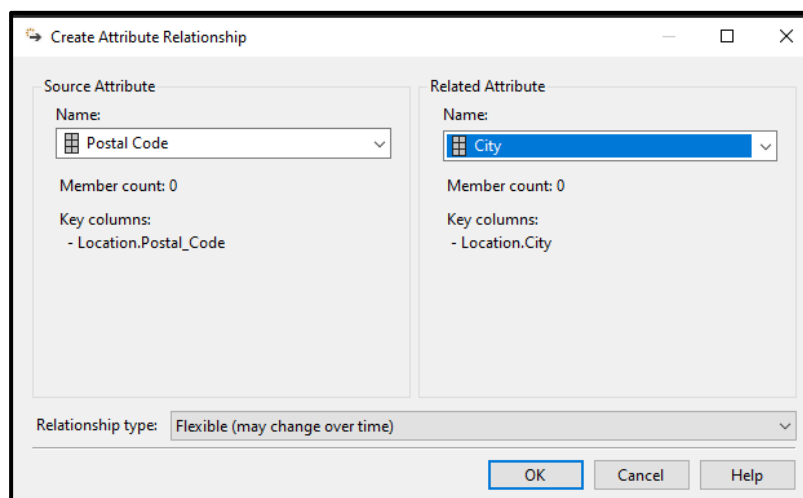 Create Attribute Relationship
Source Attribute
Name:
Postal Code
Member count: 0
Key columns:
- Location.Postal_Code
Related Attribute
Name:
City
Member count: 0
Key columns:
- Location.City
Relationship type: Flexible (may change over time)
OK Cancel Help